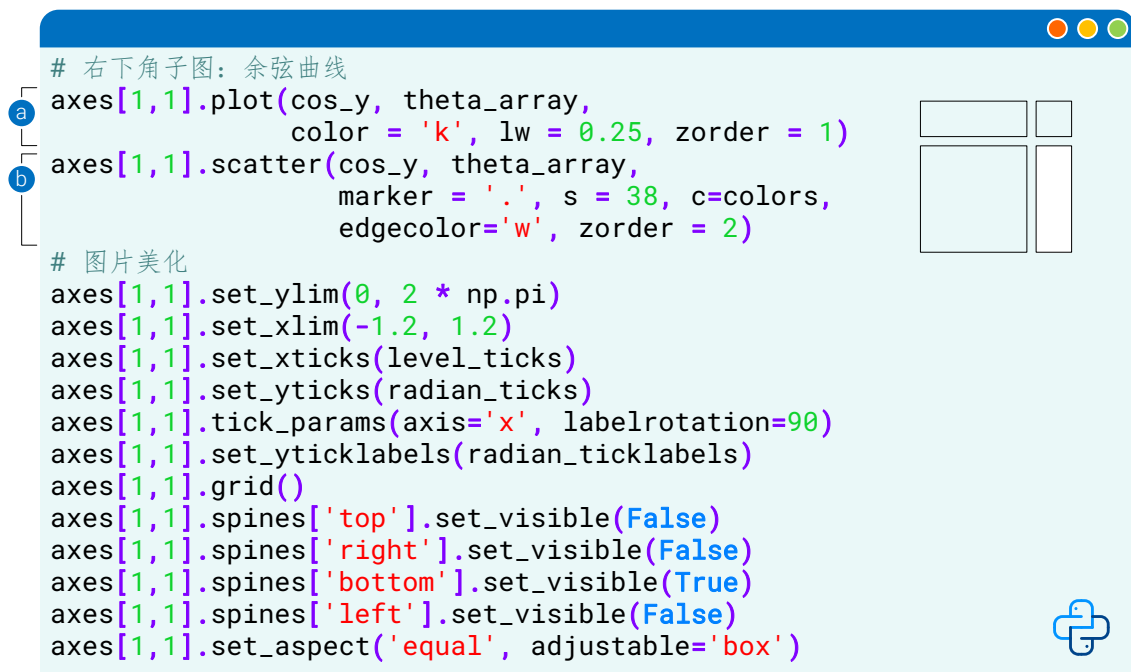 # 右下角子图：余弦曲线
a
axes[1,1].plot(cos_y, theta_array,
               color = 'k', lw = 0.25, zorder = 1)
b
axes[1,1].scatter(cos_y, theta_array,
                  marker = '.', s = 38, c=colors,
                  edgecolor='w', zorder = 2)
# 图片美化
axes[1,1].set_ylim(0, 2 * np.pi)
axes[1,1].set_xlim(-1.2, 1.2)
axes[1,1].set_xticks(level_ticks)
axes[1,1].set_yticks(radian_ticks)
axes[1,1].tick_params(axis='x', labelrotation=90)
axes[1,1].set_yticklabels(radian_ticklabels)
axes[1,1].grid()
axes[1,1].spines['top'].set_visible(False)
axes[1,1].spines['right'].set_visible(False)
axes[1,1].spines['bottom'].set_visible(True)
axes[1,1].spines['left'].set_visible(False)
axes[1,1].set_aspect('equal', adjustable='box')